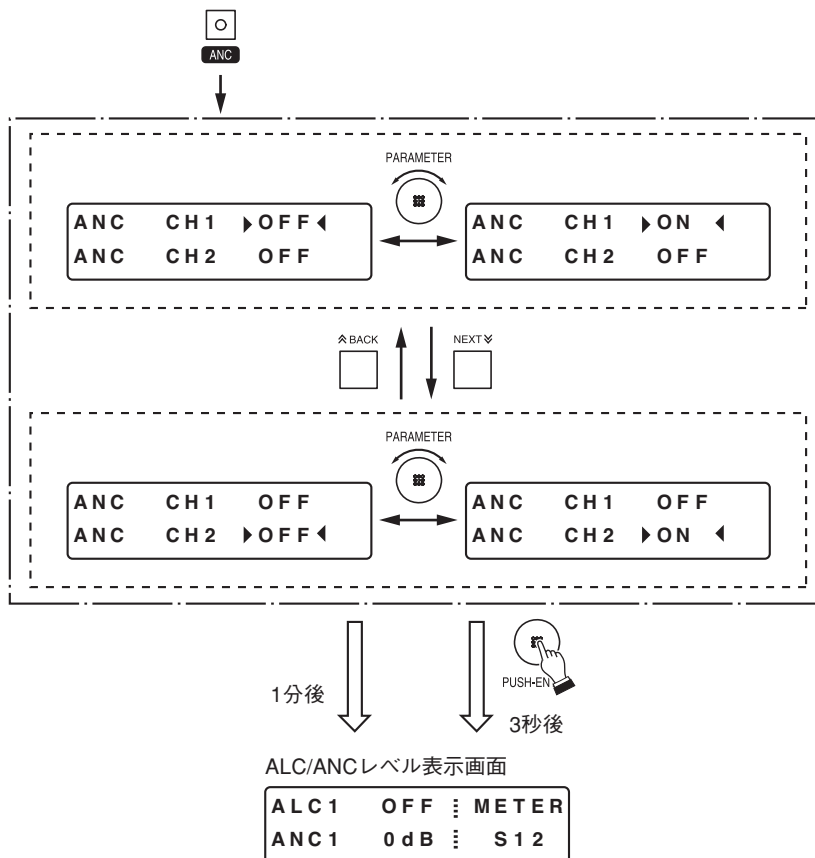 ANC
PARAMETER
ANC CH1 ▶OFF◀
ANC CH2 OFF
ANC CH1 ▶ON ◀
ANC CH2 OFF
BACK
NEXT
PARAMETER
ANC CH1 OFF
ANC CH2 ▶OFF◀
ANC CH1 OFF
ANC CH2 ▶ON ◀
1分後
PUSH-EN
3秒後
ALC/ANCレベル表示画面
ALC1 OFF ⁝ METER
ANC1 0dB ⁝ S12